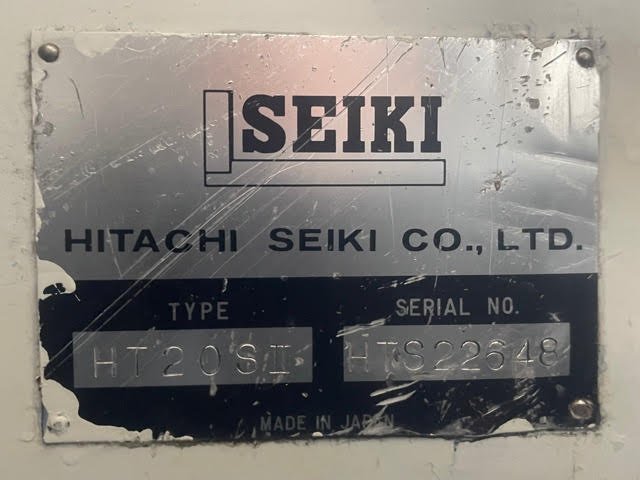 SEIKI
HITACHI SEIKI CO., LTD.
TYPE SERIAL NO.
HT20SII HTS22648
MADE IN JAPAN